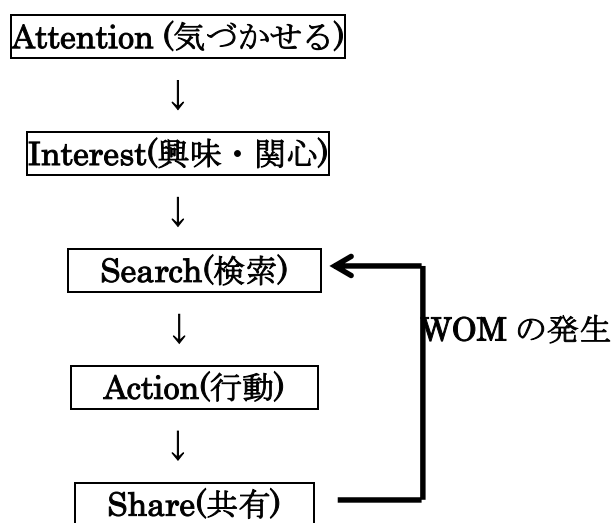 Attention (気づかせる)
↓
Interest(興味・関心)
↓
Search(検索)
↓
WOM の発生
Action(行動)
↓
Share(共有)